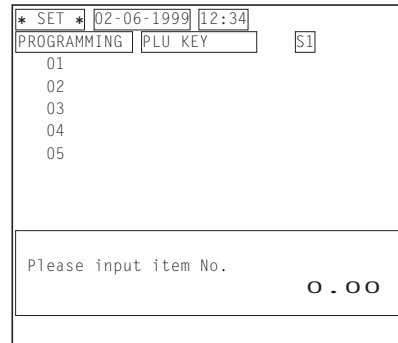 * SET * 02-06-1999 12:34
PROGRAMMING PLU KEY S1
01
02
03
04
05
Please input item No.
0.00